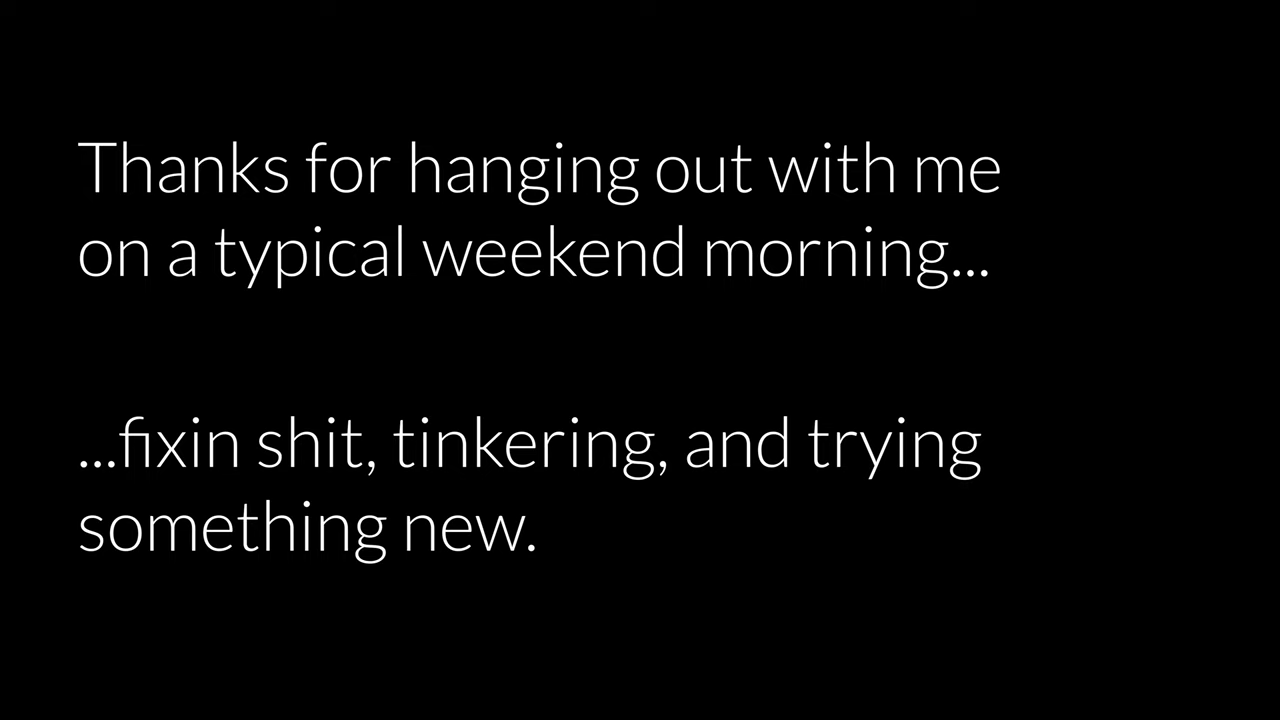 Thanks for hanging out with me
on a typical weekend morning...
...fixin shit, tinkering, and trying
something new.